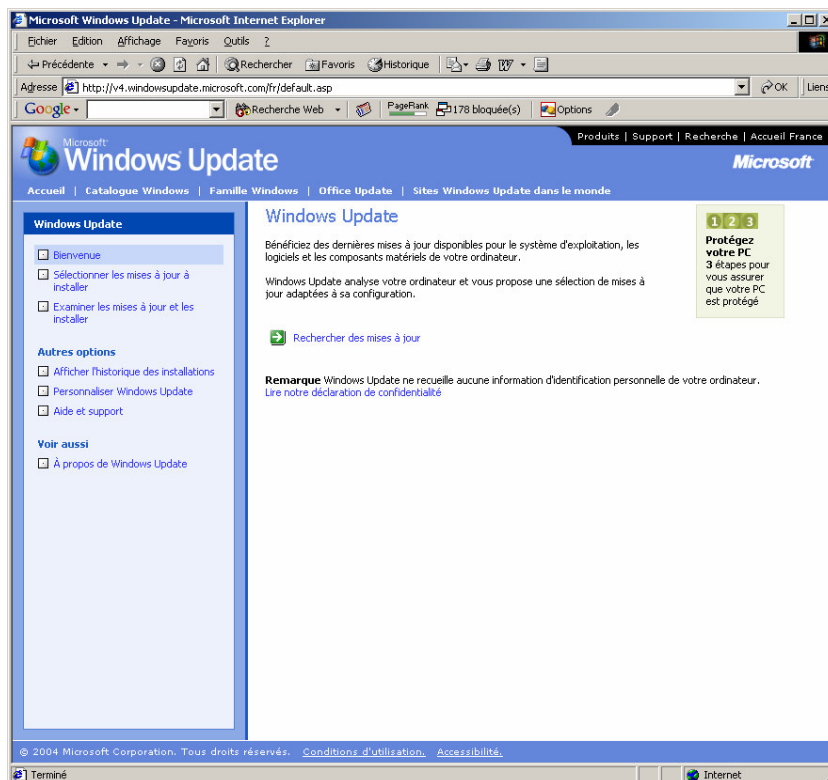 Microsoft Windows Update - Microsoft Internet Explorer
Fichier Edition Affichage Favoris Outils ?
Précédente Rechercher Favoris Historique
Adresse http://v4.windowsupdate.microsoft.com/fr/default.asp OK Liens
Google Recherche Web PageRank 178 bloquée(s) Options
Produits | Support | Recherche | Accueil France
Microsoft
Windows Update
Microsoft
Accueil | Catalogue Windows | Famille Windows | Office Update | Sites Windows Update dans le monde
Windows Update
Bienvenue
Sélectionner les mises à jour à
installer
Examiner les mises à jour et les
installer
Autres options
Afficher l'historique des installations
Personnaliser Windows Update
Aide et support
Voir aussi
À propos de Windows Update
Windows Update
Bénéficiez des dernières mises à jour disponibles pour le système d'exploitation, les
logiciels et les composants matériels de votre ordinateur.
Windows Update analyse votre ordinateur et vous propose une sélection de mises à
jour adaptées à sa configuration.
Rechercher des mises à jour
Remarque Windows Update ne recueille aucune information d'identification personnelle de votre ordinateur.
Lire notre déclaration de confidentialité
1 2 3
Protégez
votre PC
3 étapes pour
vous assurer
que votre PC
est protégé
© 2004 Microsoft Corporation. Tous droits réservés. Conditions d'utilisation. Accessibilité.
Terminé Internet